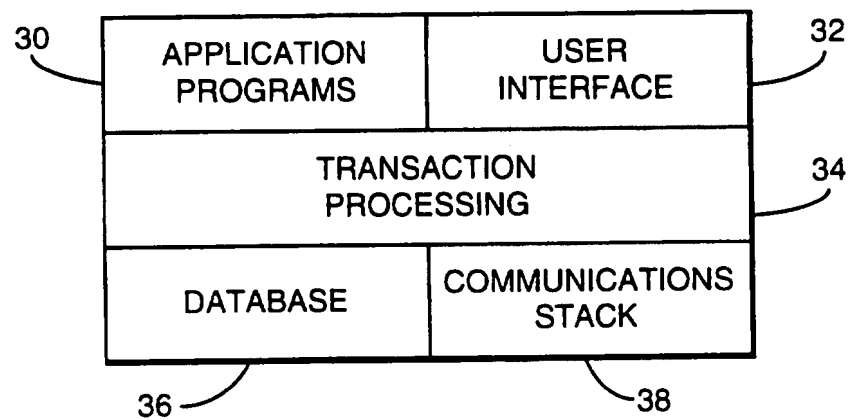 30
APPLICATION
PROGRAMS
USER
INTERFACE
32
TRANSACTION
PROCESSING
34
DATABASE
COMMUNICATIONS
STACK
36
38